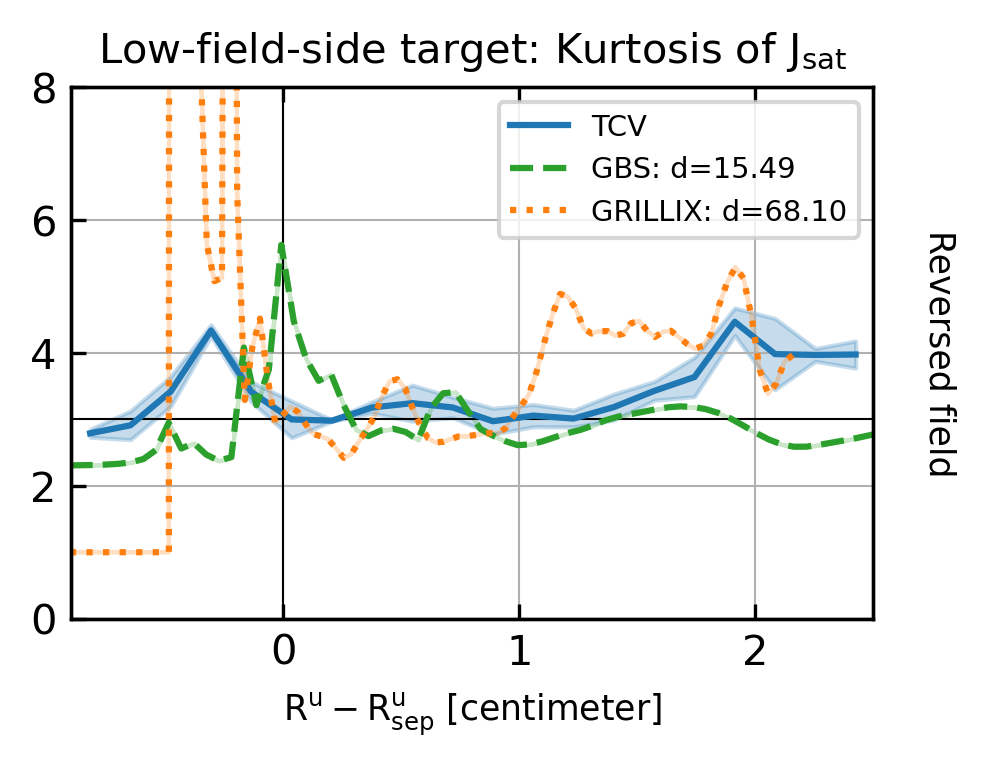 Low-field-side target: Kurtosis of J_sat
8
6
4
2
0
0 1 2
TCV
GBS: d=15.49
GRILLIX: d=68.10
Reversed field
R^u − R^u_sep [centimeter]